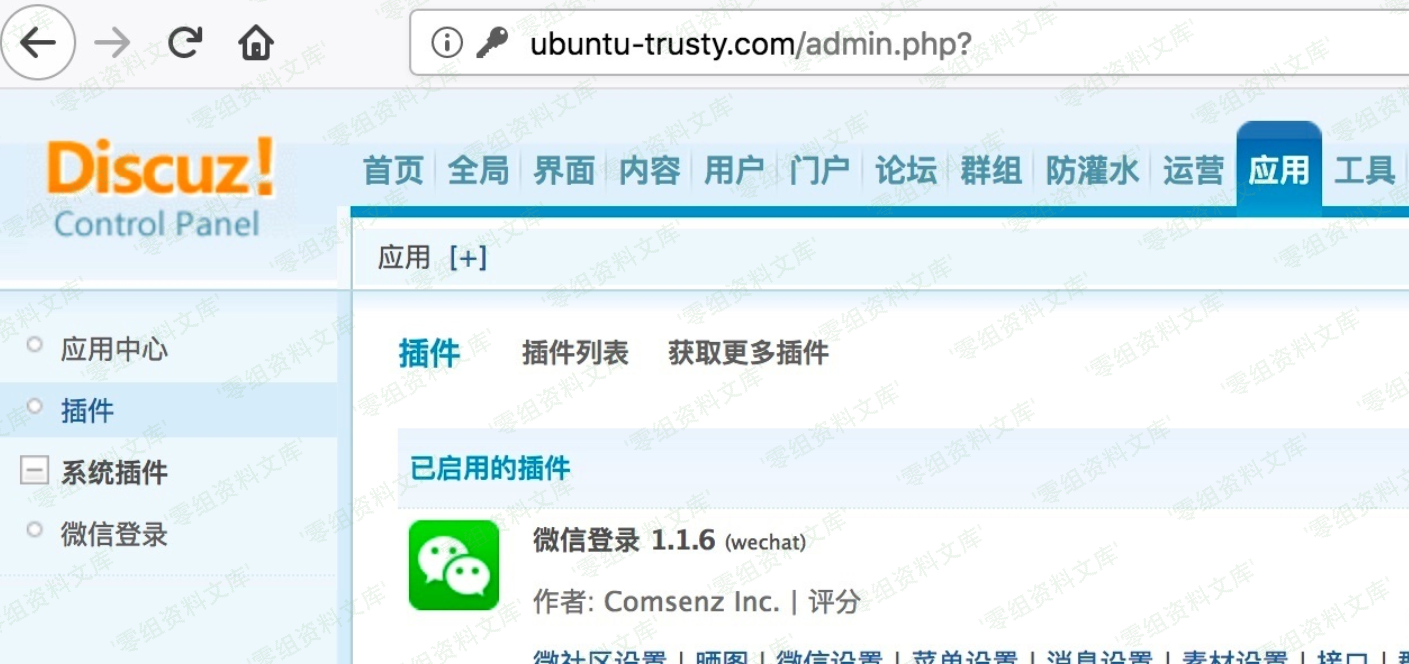 ubuntu-trusty.com/admin.php?
Discuz!
Control Panel
首页 全局 界面 内容 用户 门户 论坛 群组 防灌水 运营 应用 工具
应用 [+]
应用中心
插件
系统插件
微信登录
插件 插件列表 获取更多插件
已启用的插件
微信登录 1.1.6 (wechat)
作者: Comsenz Inc. | 评分
微社区设置 | 晒图 | 微信设置 | 菜单设置 | 消息设置 | 素材设置 | 接口 |
零组资料文库